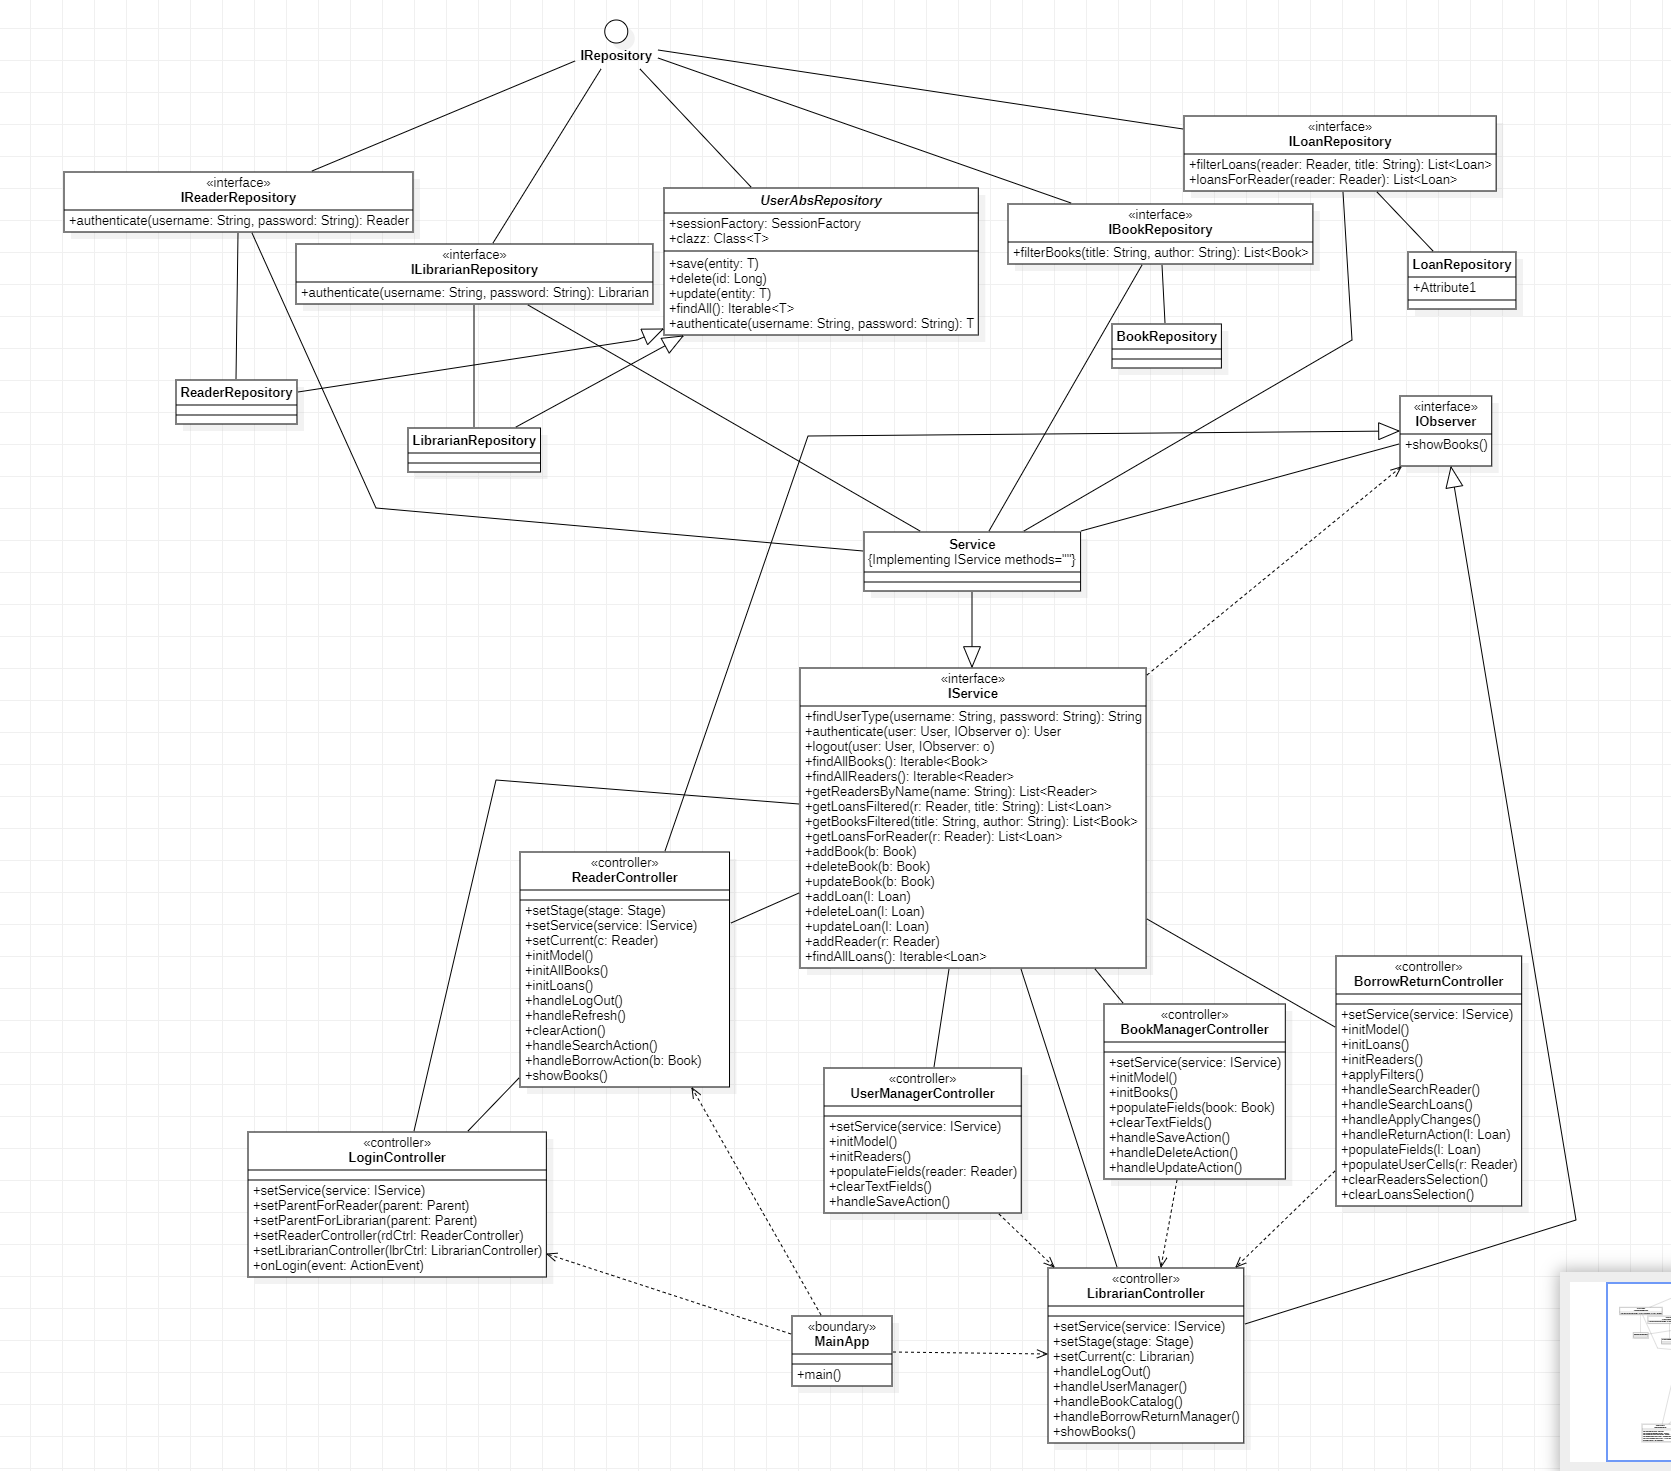 IRepository
«interface»
ILoanRepository
+filterLoans(reader: Reader, title: String): List<Loan>
+loansForReader(reader: Reader): List<Loan>
«interface»
IReaderRepository
+authenticate(username: String, password: String): Reader
UserAbsRepository
+sessionFactory: SessionFactory
+clazz: Class<T>
+save(entity: T)
+delete(id: Long)
+update(entity: T)
+findAll(): Iterable<T>
+authenticate(username: String, password: String): T
«interface»
IBookRepository
+filterBooks(title: String, author: String): List<Book>
«interface»
ILibrarianRepository
+authenticate(username: String, password: String): Librarian
LoanRepository
+Attribute1
BookRepository
ReaderRepository
LibrarianRepository
«interface»
IObserver
+showBooks()
Service
{Implementing IService methods=""}
«interface»
IService
+findUserType(username: String, password: String): String
+authenticate(user: User, IObserver o): User
+logout(user: User, IObserver: o)
+findAllBooks(): Iterable<Book>
+findAllReaders(): Iterable<Reader>
+getReadersByName(name: String): List<Reader>
+getLoansFiltered(r: Reader, title: String): List<Loan>
+getBooksFiltered(title: String, author: String): List<Book>
+getLoansForReader(r: Reader): List<Loan>
+addBook(b: Book)
+deleteBook(b: Book)
+updateBook(b: Book)
+addLoan(l: Loan)
+deleteLoan(l: Loan)
+updateLoan(l: Loan)
+addReader(r: Reader)
+findAllLoans(): Iterable<Loan>
«controller»
ReaderController
+setStage(stage: Stage)
+setService(service: IService)
+setCurrent(c: Reader)
+initModel()
+initAllBooks()
+initLoans()
+handleLogOut()
+handleRefresh()
+clearAction()
+handleSearchAction()
+handleBorrowAction(b: Book)
+showBooks()
«controller»
BorrowReturnController
+setService(service: IService)
+initModel()
+initLoans()
+initReaders()
+applyFilters()
+handleSearchReader()
+handleSearchLoans()
+handleApplyChanges()
+handleReturnAction(l: Loan)
+populateFields(l: Loan)
+populateUserCells(r: Reader)
+clearReadersSelection()
+clearLoansSelection()
«controller»
BookManagerController
+setService(service: IService)
+initModel()
+initBooks()
+populateFields(book: Book)
+clearTextFields()
+handleSaveAction()
+handleDeleteAction()
+handleUpdateAction()
«controller»
UserManagerController
+setService(service: IService)
+initModel()
+initReaders()
+populateFields(reader: Reader)
+clearTextFields()
+handleSaveAction()
«controller»
LoginController
+setService(service: IService)
+setParentForReader(parent: Parent)
+setParentForLibrarian(parent: Parent)
+setReaderController(rdCtrl: ReaderController)
+setLibrarianController(lbrCtrl: LibrarianController)
+onLogin(event: ActionEvent)
«controller»
LibrarianController
+setService(service: IService)
+setStage(stage: Stage)
+setCurrent(c: Librarian)
+handleLogOut()
+handleUserManager()
+handleBookCatalog()
+handleBorrowReturnManager()
+showBooks()
«boundary»
MainApp
+main()